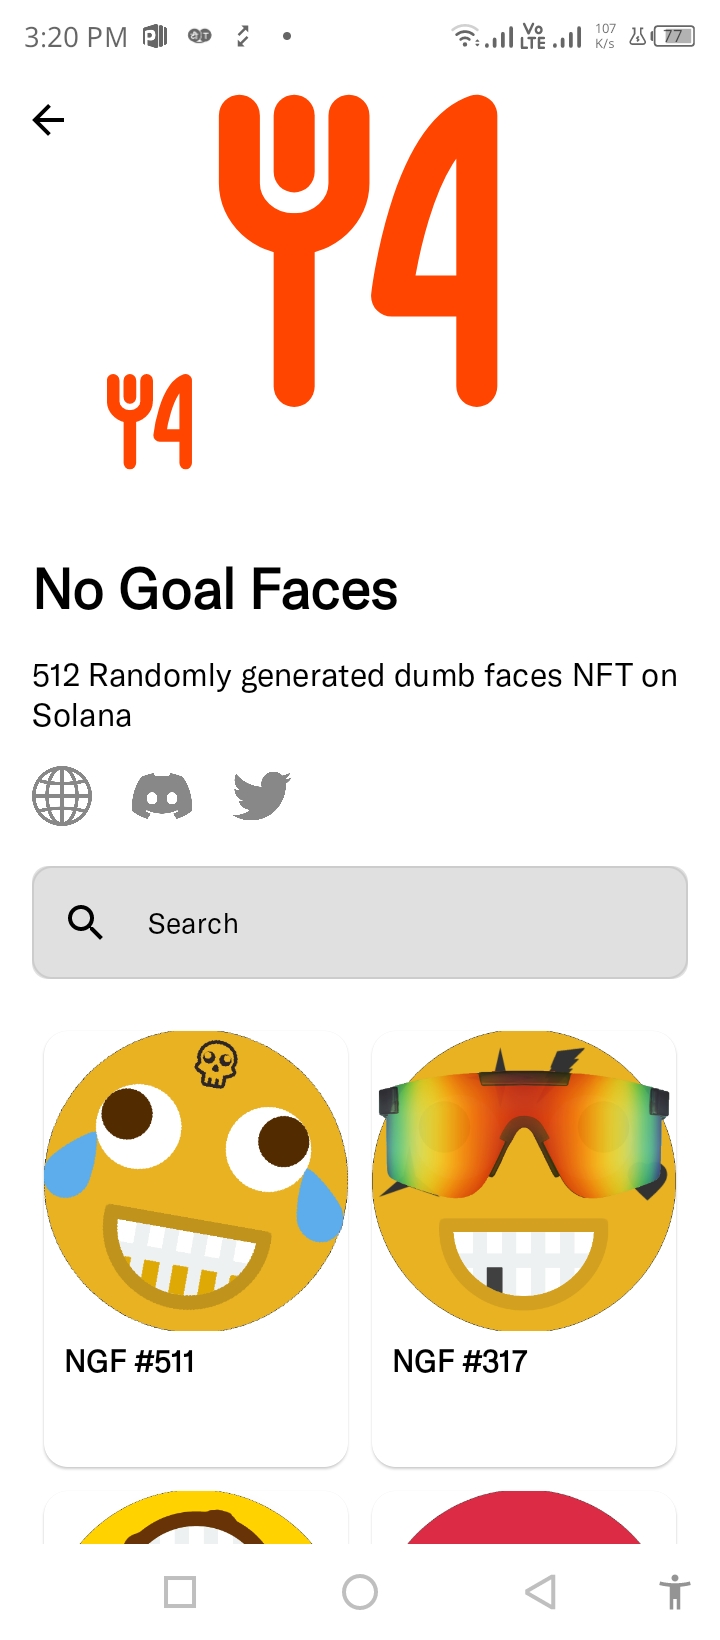 3:20 PM
Vo
LTE
107
K/s
77
No Goal Faces
512 Randomly generated dumb faces NFT on
Solana
Search
NGF #511
NGF #317